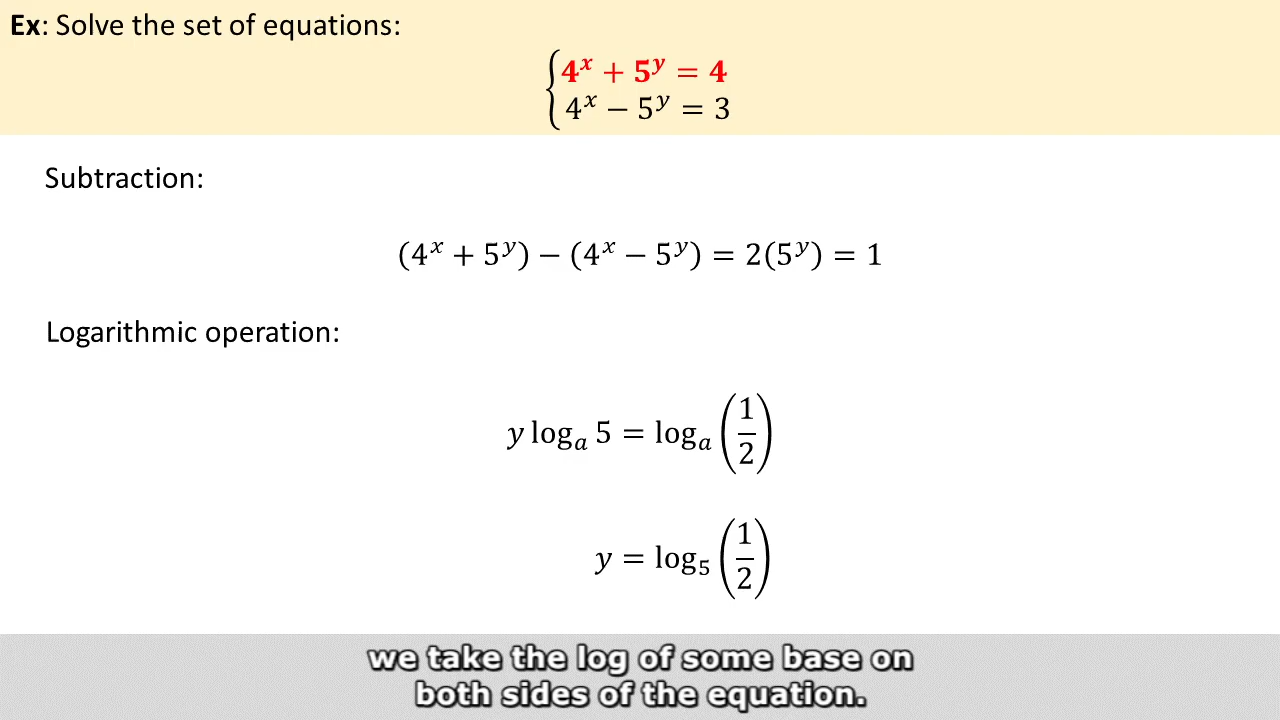 Ex: Solve the set of equations:
4^x + 5^y = 4
4^x − 5^y = 3
Subtraction:
(4^x + 5^y) − (4^x − 5^y) = 2(5^y) = 1
Logarithmic operation:
y log_a 5 = log_a (1/2)
y = log_5 (1/2)
we take the log of some base on
both sides of the equation.